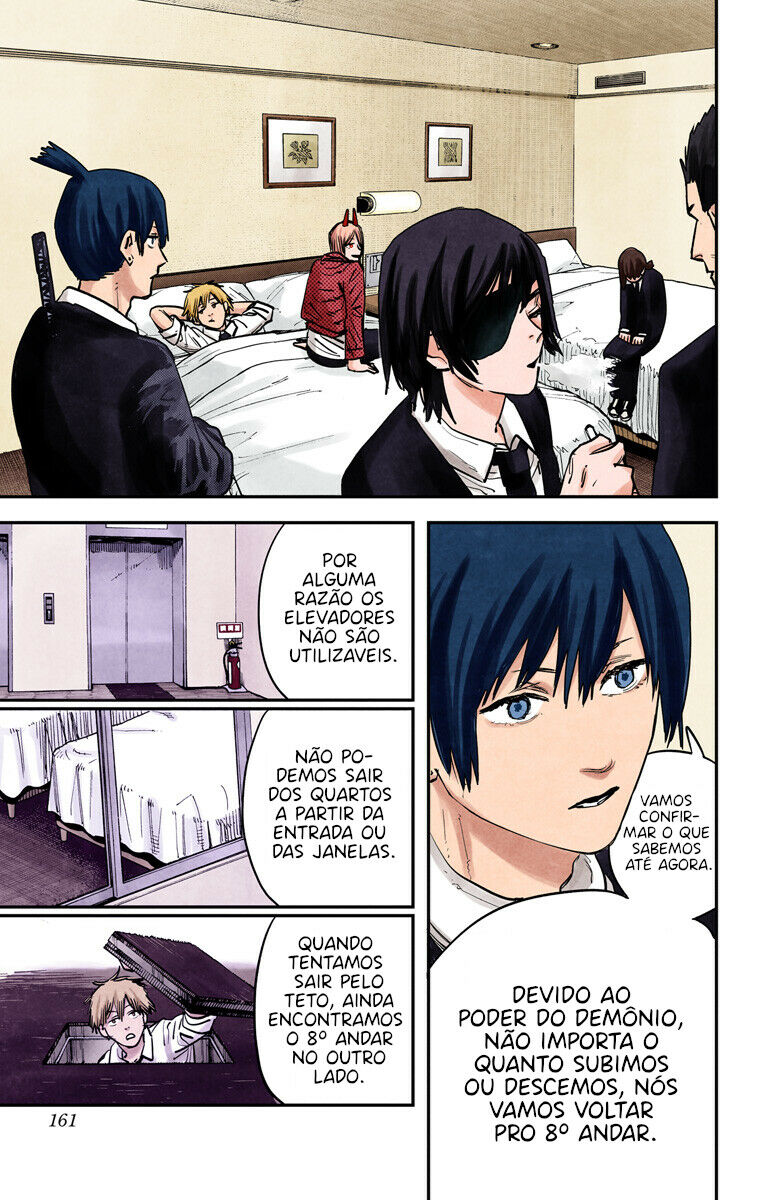 VAMOS
CONFIR-
MAR O QUE
SABEMOS
ATÉ AGORA.
DEVIDO AO
PODER DO DEMÔNIO,
NÃO IMPORTA O
QUANTO SUBIMOS
OU DESCEMOS, NÓS
VAMOS VOLTAR
PRO 8º ANDAR.
POR
ALGUMA
RAZÃO OS
ELEVADORES
NÃO SÃO
UTILIZAVEIS.
NÃO PO-
DEMOS SAIR
DOS QUARTOS
A PARTIR DA
ENTRADA OU
DAS JANELAS.
QUANDO
TENTAMOS
SAIR PELO
TETO, AINDA
ENCONTRAMOS
O 8º ANDAR
NO OUTRO
LADO.
161